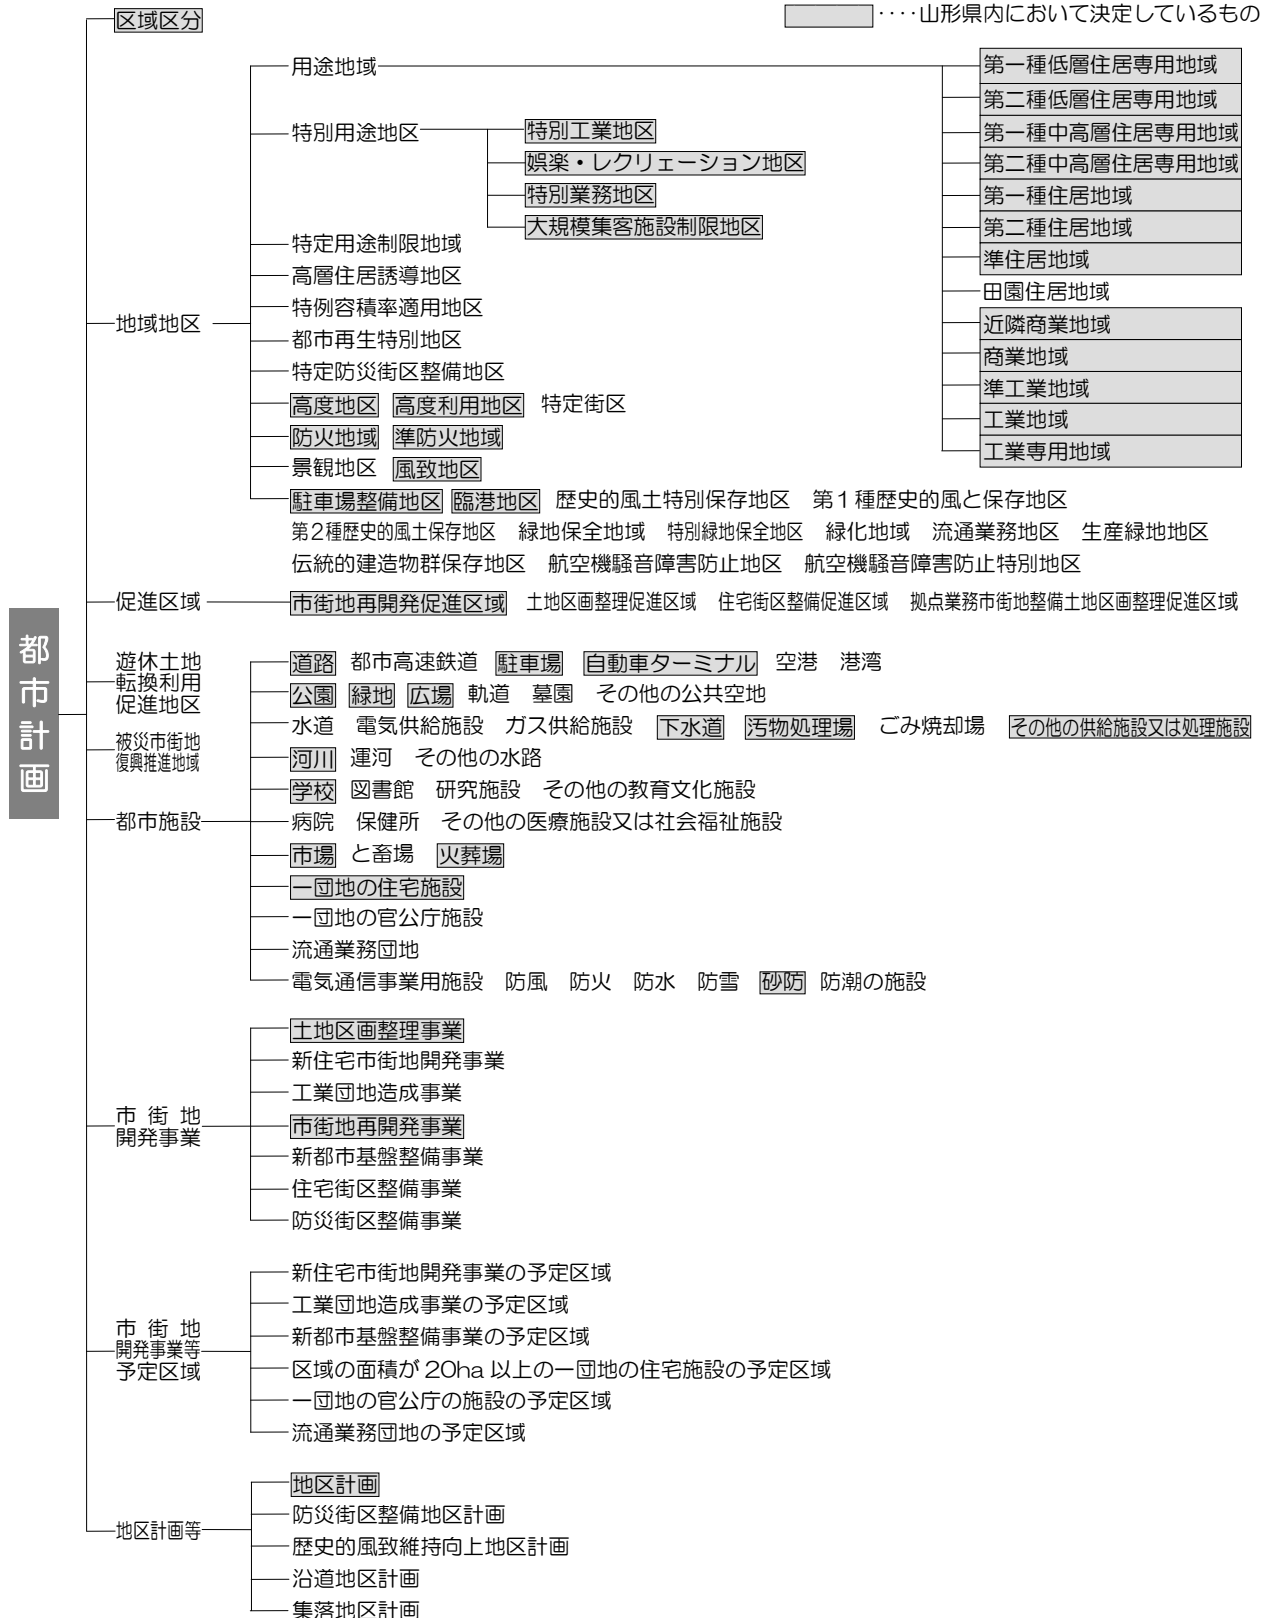 区域区分
‥‥山形県内において決定しているもの
用途地域
第一種低層住居専用地域
第二種低層住居専用地域
第一種中高層住居専用地域
第二種中高層住居専用地域
第一種住居地域
第二種住居地域
準住居地域
田園住居地域
近隣商業地域
商業地域
準工業地域
工業地域
工業専用地域
特別用途地区
特別工業地区
娯楽・レクリェーション地区
特別業務地区
大規模集客施設制限地区
特定用途制限地域
高層住居誘導地区
特例容積率適用地区
地域地区
都市再生特別地区
特定防災街区整備地区
高度地区 高度利用地区 特定街区
防火地域 準防火地域
景観地区 風致地区
駐車場整備地区 臨港地区 歴史的風土特別保存地区 第1種歴史的風と保存地区
第2種歴史的風土保存地区 緑地保全地域 特別緑地保全地区 緑化地域 流通業務地区 生産緑地地区
伝統的建造物群保存地区 航空機騒音障害防止地区 航空機騒音障害防止特別地区
促進区域 市街地再開発促進区域 土地区画整理促進区域 住宅街区整備促進区域 拠点業務市街地整備土地区画整理促進区域
都市計画
遊休土地
転換利用
促進地区
被災市街地
復興推進地域
道路 都市高速鉄道 駐車場 自動車ターミナル 空港 港湾
公園 緑地 広場 軌道 墓園 その他の公共空地
水道 電気供給施設 ガス供給施設 下水道 汚物処理場 ごみ焼却場 その他の供給施設又は処理施設
河川 運河 その他の水路
学校 図書館 研究施設 その他の教育文化施設
都市施設
病院 保健所 その他の医療施設又は社会福祉施設
市場 と畜場 火葬場
一団地の住宅施設
一団地の官公庁施設
流通業務団地
電気通信事業用施設 防風 防火 防水 防雪 砂防 防潮の施設
市街地
開発事業
土地区画整理事業
新住宅市街地開発事業
工業団地造成事業
市街地再開発事業
新都市基盤整備事業
住宅街区整備事業
防災街区整備事業
市街地
開発事業等
予定区域
新住宅市街地開発事業の予定区域
工業団地造成事業の予定区域
新都市基盤整備事業の予定区域
区域の面積が20ha以上の一団地の住宅施設の予定区域
一団地の官公庁の施設の予定区域
流通業務団地の予定区域
地区計画等
地区計画
防災街区整備地区計画
歴史的風致維持向上地区計画
沿道地区計画
集落地区計画